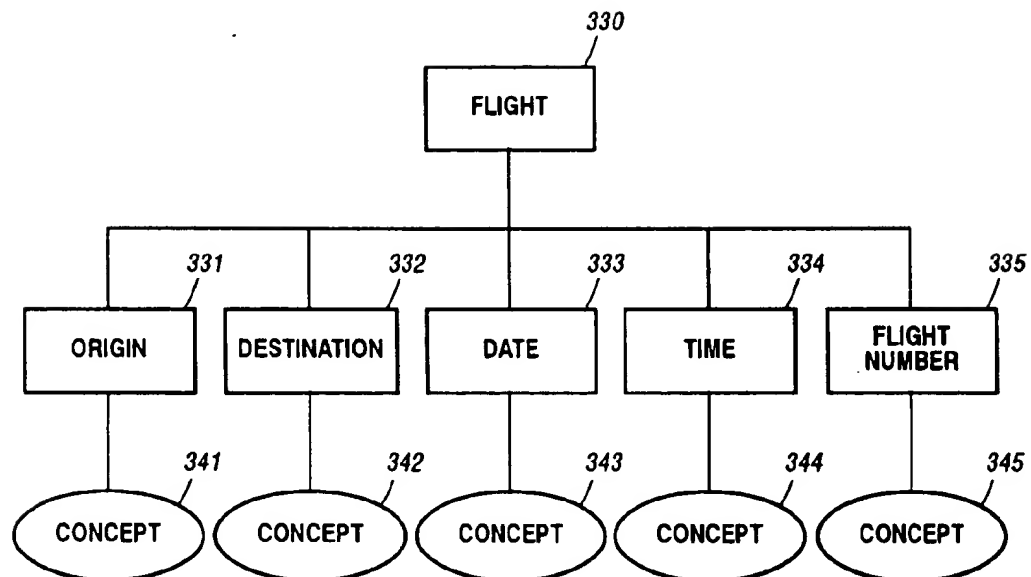 330
FLIGHT
331
332
333
334
335
ORIGIN
DESTINATION
DATE
TIME
FLIGHT
NUMBER
341
342
343
344
345
CONCEPT
CONCEPT
CONCEPT
CONCEPT
CONCEPT